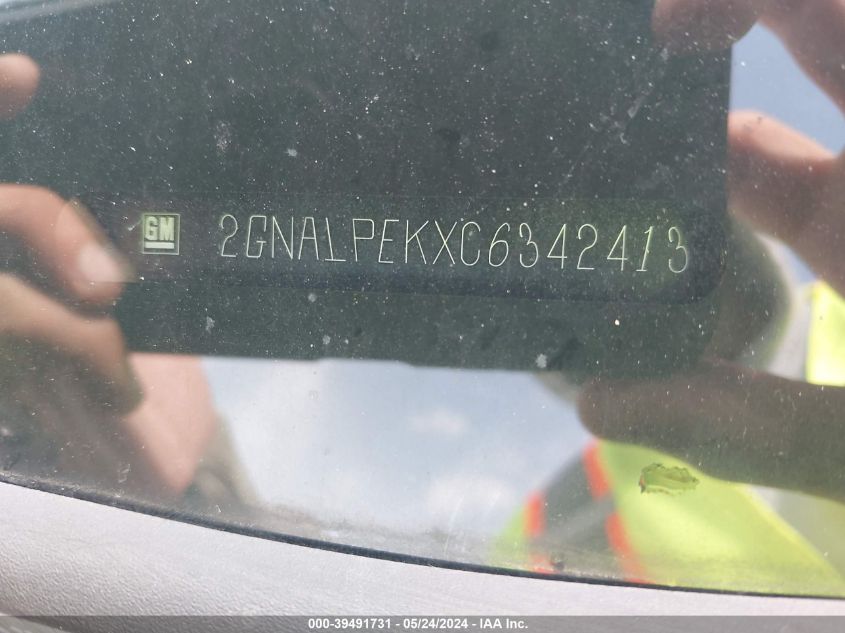 GM 2GNALPEKXC6342413
000-39491731 - 05/24/2024 - IAA Inc.